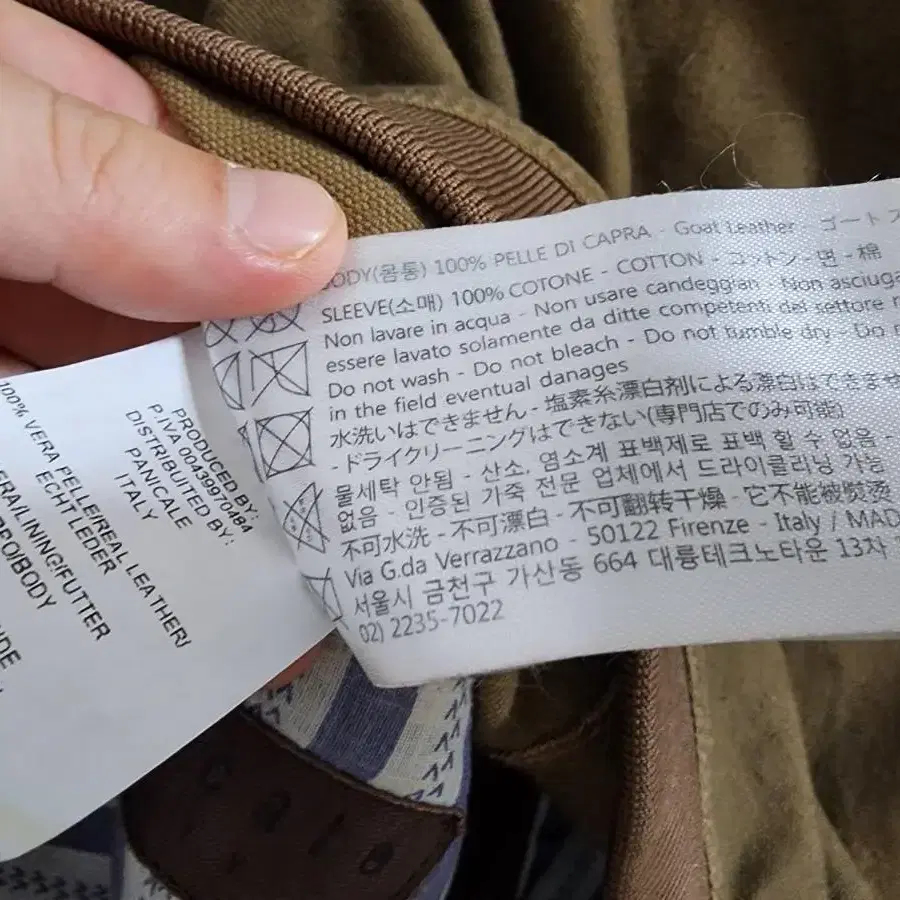 BODY(몸통) 100% PELLE DI CAPRA - Goat Leather - ゴート
SLEEVE(소매) 100% COTONE - COTTON - コットン - 면 - 棉
Non lavare in acqua - Non usare candeggian - Non asciuga
essere lavato solamente da ditte competenti del settore
Do not wash - Do not bleach - Do not tumble dry - Do
in the field eventual danages
水洗いはできません - 塩素糸漂白剤による漂白はできませ
- ドライクリーニングはできない(専門店でのみ可能)
물세탁 안됨 - 산소, 염소계 표백제로 표백 할 수 없음 -
없음 - 인증된 가죽 전문 업체에서 드라이클리닝 가능
不可水洗 - 不可漂白 - 不可翻转干燥 - 它不能被熨烫
Via G.da Verrazzano - 50122 Firenze - Italy / MAD
서울시 금천구 가산동 664 대륭테크노타운 13차
02) 2235-7022
PRODUCED BY:
P.IVA 00439970484
DISTRIBUTED BY:
PANICALE
ITALY
100% VERA PELLE/REAL LEATHER/
ECHT LEDER
ERA/LINING/FUTTER
RPOBODY